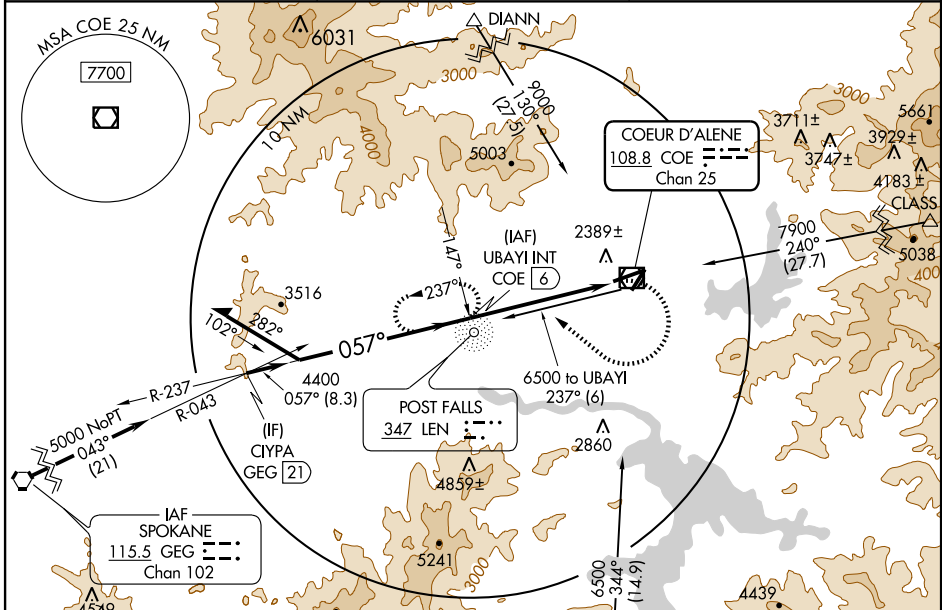 MSA COE 25 NM
7700
6031
DIANN
3000
4000
10 NM
9000
130°
(27.5)
5003
COEUR D'ALENE
108.8 COE
Chan 25
3000
5661
3711±
3747±
3929±
4183±
CLASS
7900
240°
(27.7)
5038
400
147°
(IAF)
UBAYI INT
COE 6
2389±
237°
3516
282°
102°
057°
4400
057° (8.3)
6500 to UBAYI
237° (6)
R-237
R-043
5000 NoPT
043°
(21)
(IF)
CIYPA
GEG 21
POST FALLS
347 LEN
2860
4859±
IAF
SPOKANE
115.5 GEG
Chan 102
5241
3000
6500
344°
(14.9)
4439
4549